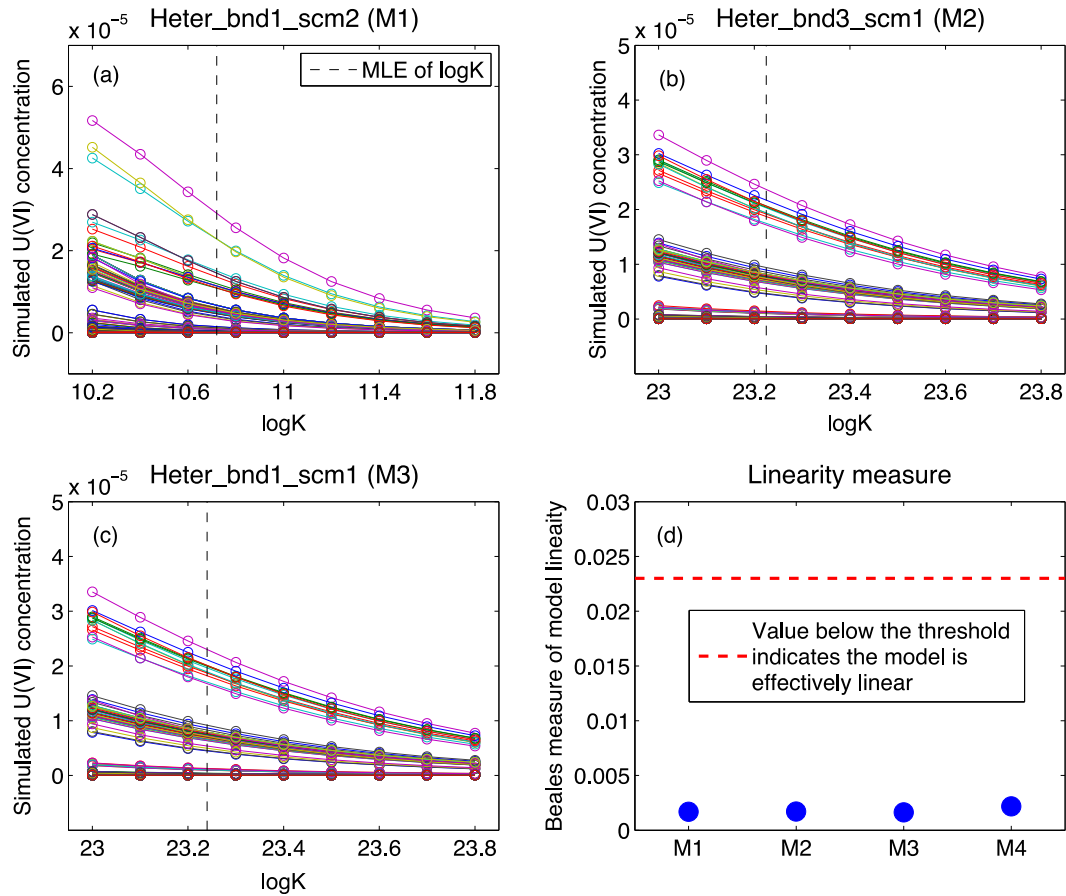 Heter_bnd1_scm2 (M1)
x 10⁻⁵
(a)
MLE of logK
6
4
2
0
Simulated U(VI) concentration
10.2 10.6 11 11.4 11.8
logK
Heter_bnd3_scm1 (M2)
x 10⁻⁵
(b)
5
4
3
2
1
0
Simulated U(VI) concentration
23 23.2 23.4 23.6 23.8
logK
Heter_bnd1_scm1 (M3)
x 10⁻⁵
(c)
5
4
3
2
1
0
Simulated U(VI) concentration
23 23.2 23.4 23.6 23.8
logK
Linearity measure
(d)
0.03
0.025
0.02
0.015
0.01
0.005
0
Beales measure of model lineaity
Value below the threshold
indicates the model is
effectively linear
M1 M2 M3 M4